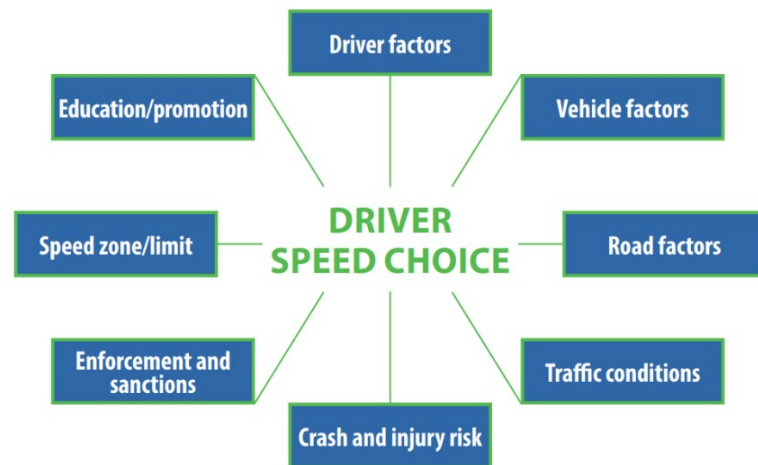 Driver factors
Education/promotion
Vehicle factors
DRIVER
SPEED CHOICE
Speed zone/limit
Road factors
Enforcement and
sanctions
Traffic conditions
Crash and injury risk